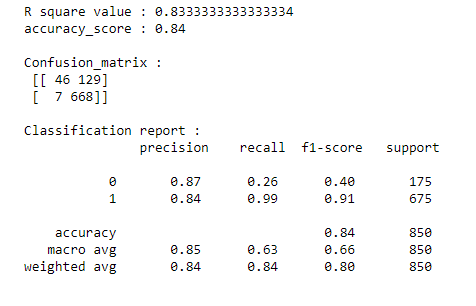 R square value : 0.8333333333333334
accuracy_score : 0.84
Confusion_matrix :
[[ 46 129]
[ 7 668]]
Classification report :
precision recall f1-score support
0 0.87 0.26 0.40 175
1 0.84 0.99 0.91 675
accuracy 0.84 850
macro avg 0.85 0.63 0.66 850
weighted avg 0.84 0.84 0.80 850